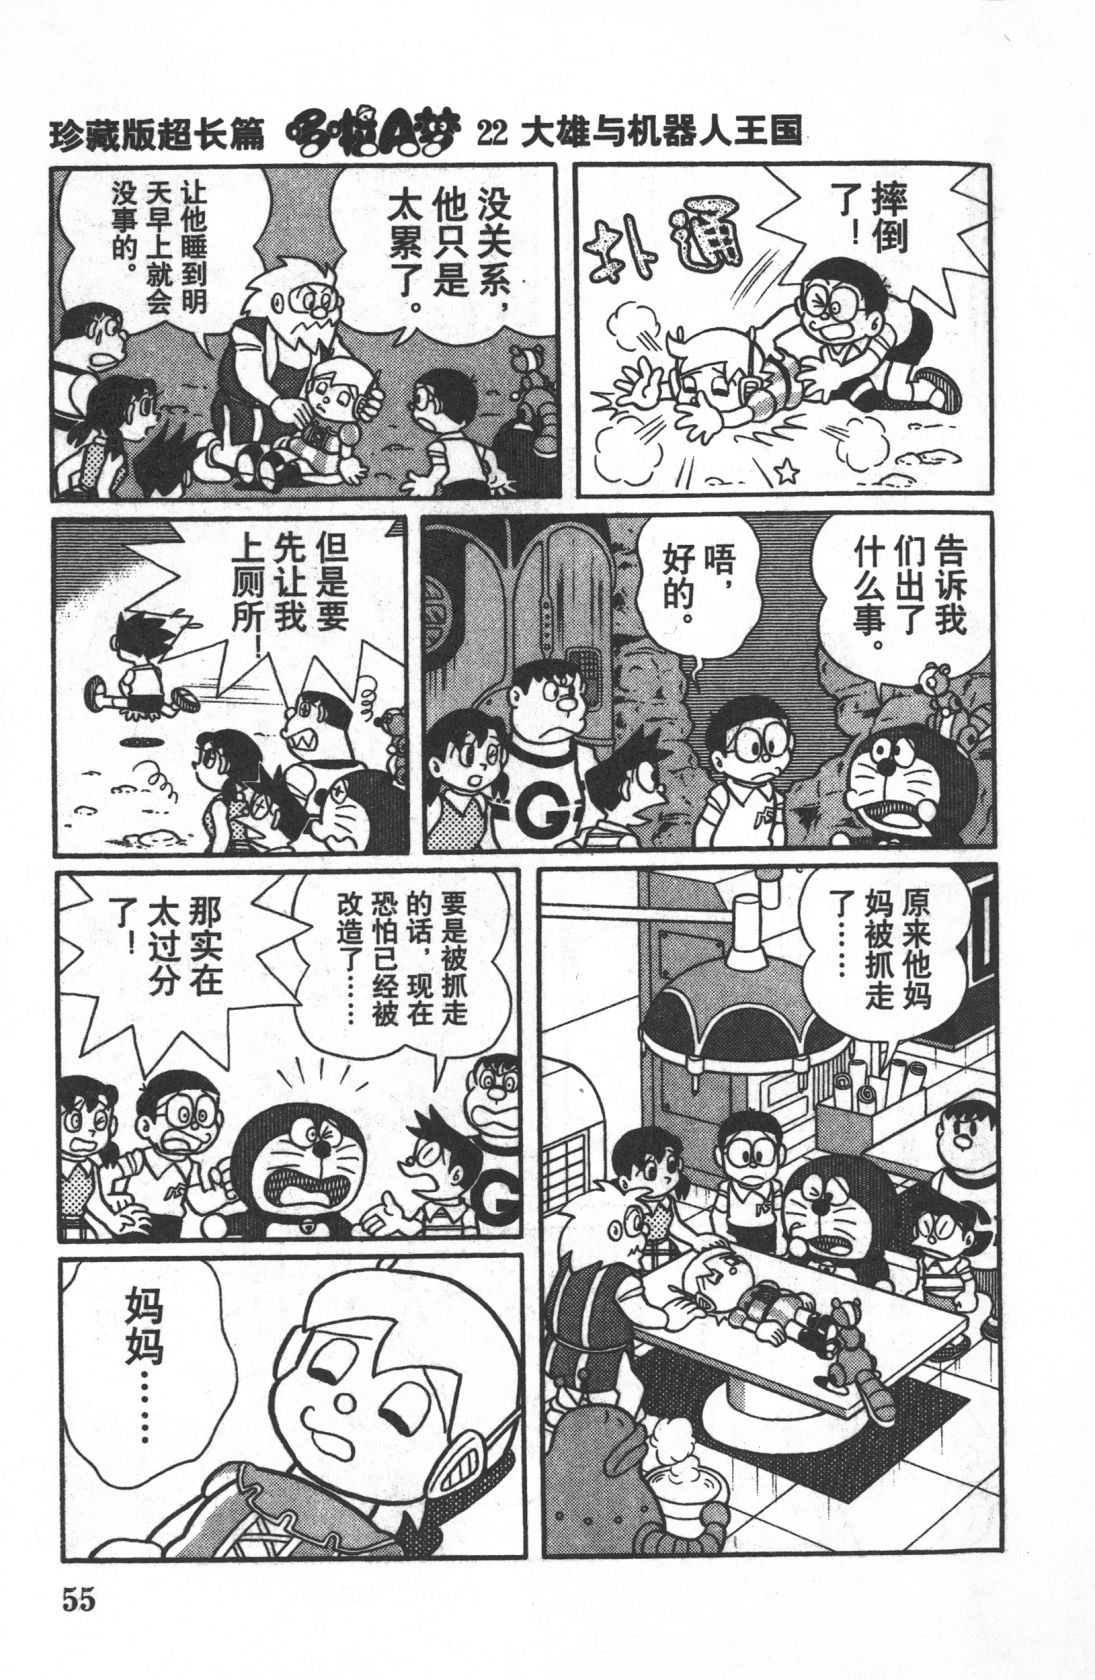 珍藏版超长篇 哆啦A梦 22 大雄与机器人王国
摔倒
了！
扑通
没关系，
他只是
太累了。
让他睡到明
天早上就会
没事的。
告诉我
们出了
什么事。
唔，
好的。
但是要
先让我
上厕所！
原来他妈
妈被抓走
了……
要是被抓走
的话，现在
恐怕已经被
改造了……
那实在
太过分
了！
妈
妈……
G
G
55